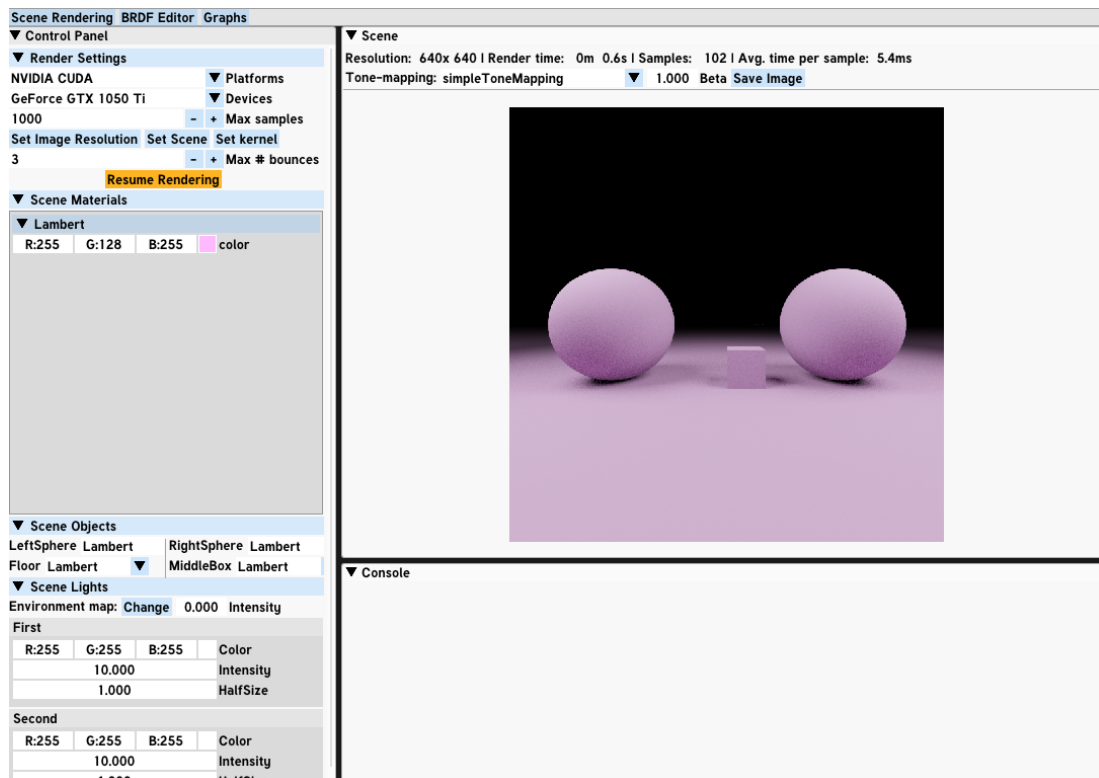 Scene Rendering BRDF Editor Graphs
Control Panel
Render Settings
NVIDIA CUDA Platforms
GeForce GTX 1050 Ti Devices
1000 - + Max samples
Set Image Resolution Set Scene Set kernel
3 - + Max # bounces
Resume Rendering
Scene Materials
Lambert
R:255 G:128 B:255 color
Scene Objects
LeftSphere Lambert RightSphere Lambert
Floor Lambert MiddleBox Lambert
Scene Lights
Environment map: Change 0.000 Intensity
First
R:255 G:255 B:255 Color
10.000 Intensity
1.000 HalfSize
Second
R:255 G:255 B:255 Color
10.000 Intensity
Scene
Resolution: 640x 640 | Render time: 0m 0.6s | Samples: 102 | Avg. time per sample: 5.4ms
Tone-mapping: simpleToneMapping 1.000 Beta Save Image
Console